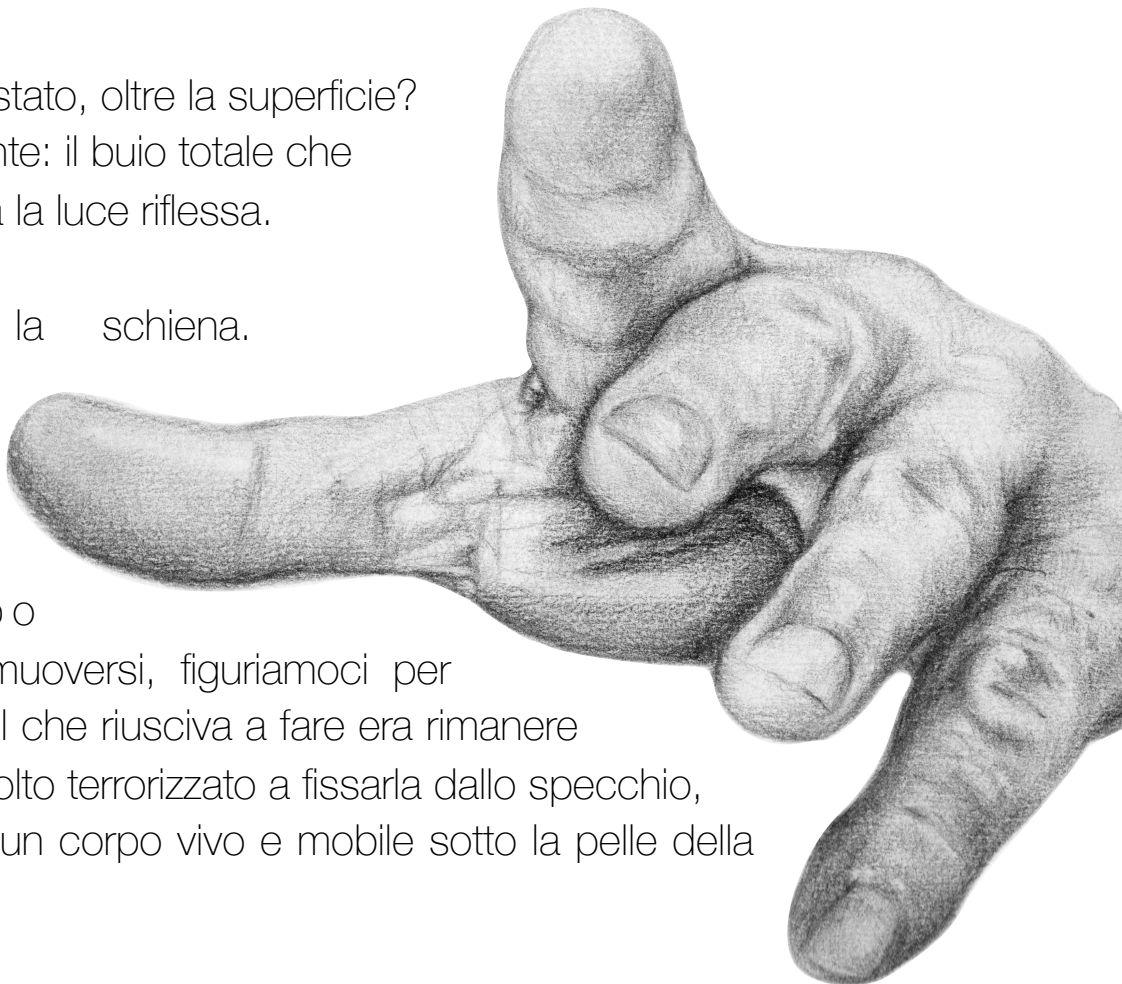 stato, oltre la superficie?
nte: il buio totale che
a la luce riflessa.
la schiena.
o
muoversi, figuriamoci per
l che riusciva a fare era rimanere
olto terrorizzato a fissarla dallo specchio,
un corpo vivo e mobile sotto la pelle della